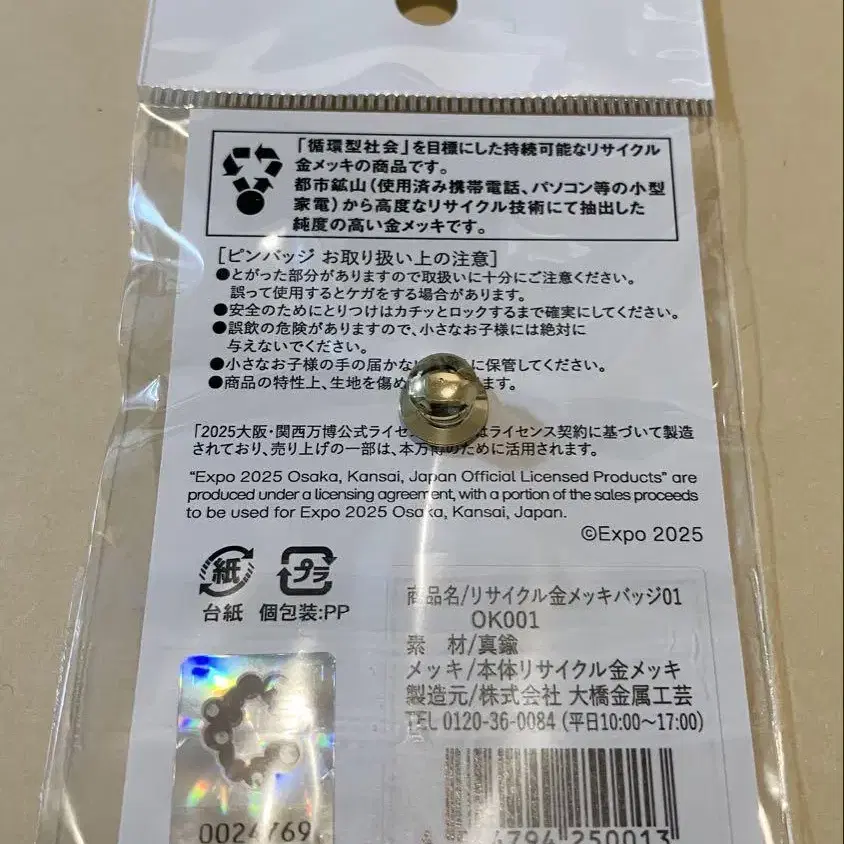 「循環型社会」を目標にした持続可能なリサイクル
金メッキの商品です。
都市鉱山（使用済み携帯電話、パソコン等の小型
家電）から高度なリサイクル技術にて抽出した
純度の高い金メッキです。
[ピンバッジ お取り扱い上の注意]
●とがった部分がありますので取扱いに十分にご注意ください。
誤って使用するとケガをする場合があります。
●安全のためにとりつけはカチッとロックするまで確実にしてください。
●誤飲の危険がありますので、小さなお子様には絶対に
与えないでください。
●小さなお子様の手の届かな に保管してください。
●商品の特性上、生地を傷め ます。
「2025大阪・関西万博公式ライセ はライセンス契約に基づいて製造
されており、売り上げの一部は、本万博のために活用されます。
“Expo 2025 Osaka, Kansai, Japan Official Licensed Products” are
produced under a licensing agreement, with a portion of the sales proceeds
to be used for Expo 2025 Osaka, Kansai, Japan.
©Expo 2025
紙 プラ
台紙 個包装:PP
商品名/リサイクル金メッキバッジ01
OK001
素 材/真鍮
メッキ/本体リサイクル金メッキ
製造元/株式会社 大橋金属工芸
TEL 0120-36-0084 (平日10:00〜17:00)
0024769
4794 250013